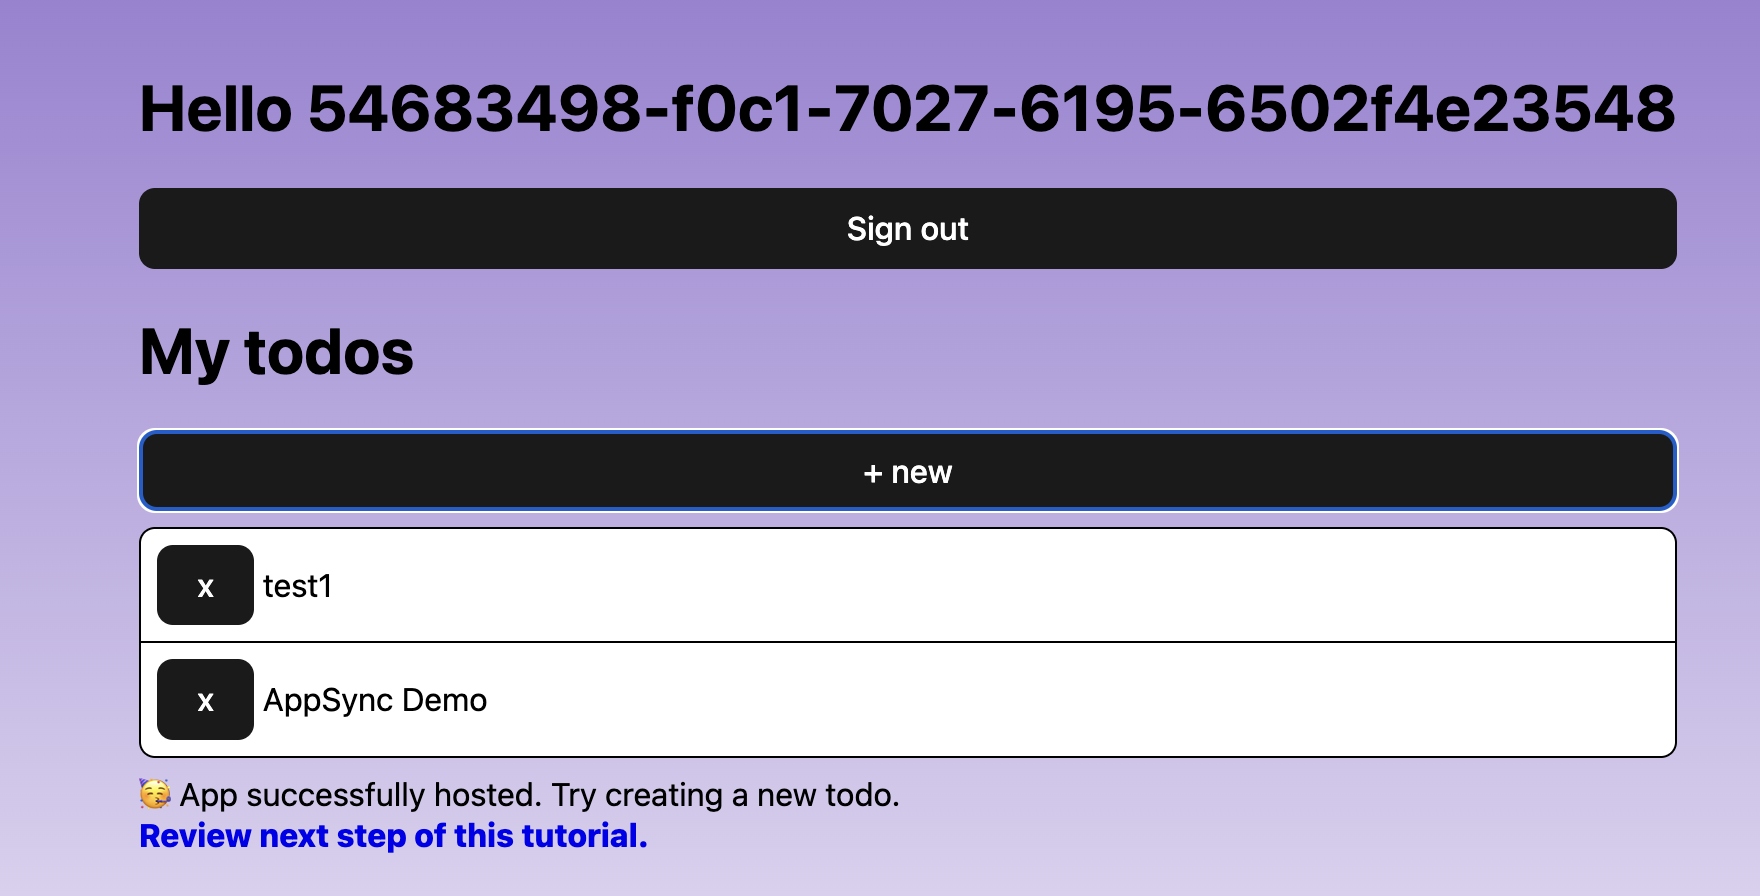 Hello 54683498-f0c1-7027-6195-6502f4e23548
Sign out
My todos
+ new
x test1
x AppSync Demo
🥳 App successfully hosted. Try creating a new todo.
Review next step of this tutorial.